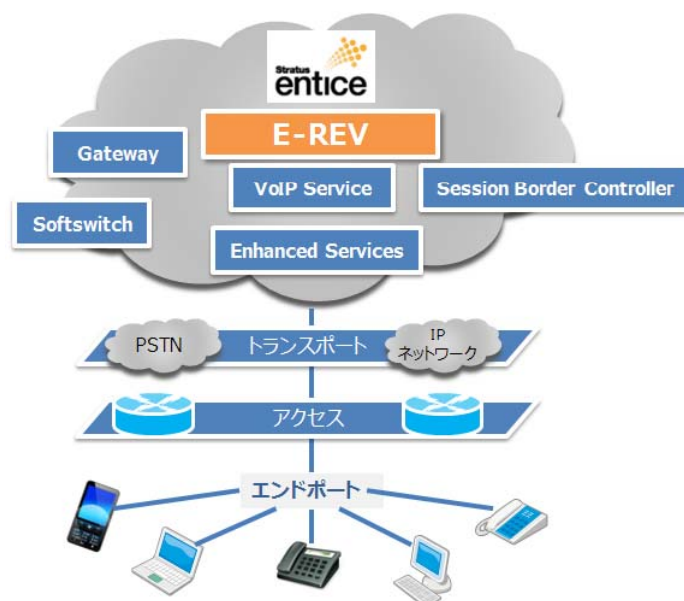 Stratus
entice
E-REV
Gateway
VoIP Service
Session Border Controller
Softswitch
Enhanced Services
PSTN
トランスポート
IP
ネットワーク
アクセス
エンドポート